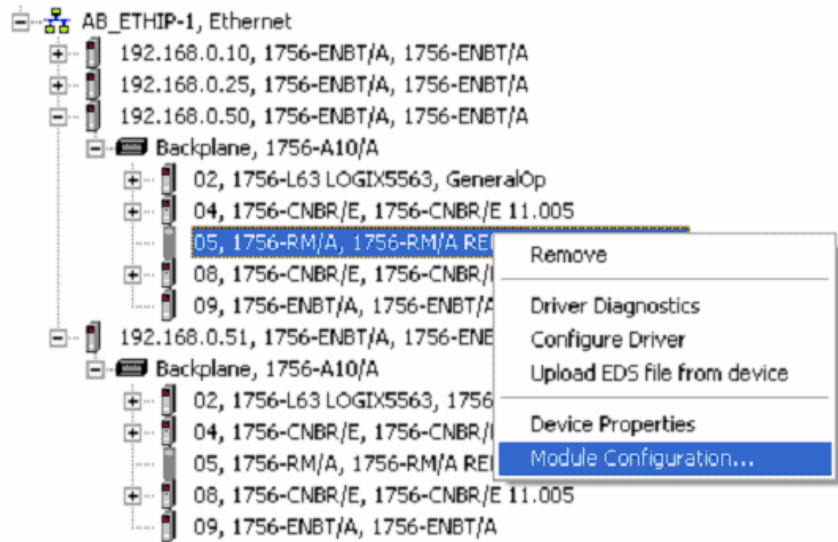 AB_ETHIP-1, Ethernet
192.168.0.10, 1756-ENBT/A, 1756-ENBT/A
192.168.0.25, 1756-ENBT/A, 1756-ENBT/A
192.168.0.50, 1756-ENBT/A, 1756-ENBT/A
Backplane, 1756-A10/A
02, 1756-L63 LOGIX5563, GeneralOp
04, 1756-CNBR/E, 1756-CNBR/E 11.005
05, 1756-RM/A, 1756-RM/A
08, 1756-CNBR/E, 1756-CNBR/
09, 1756-ENBT/A, 1756-ENBT/A
192.168.0.51, 1756-ENBT/A, 1756-ENB
Backplane, 1756-A10/A
02, 1756-L63 LOGIX5563, 1756
04, 1756-CNBR/E, 1756-CNBR/
05, 1756-RM/A, 1756-RM/A
08, 1756-CNBR/E, 1756-CNBR/E 11.005
09, 1756-ENBT/A, 1756-ENBT/A
Remove
Driver Diagnostics
Configure Driver
Upload EDS file from device
Device Properties
Module Configuration...